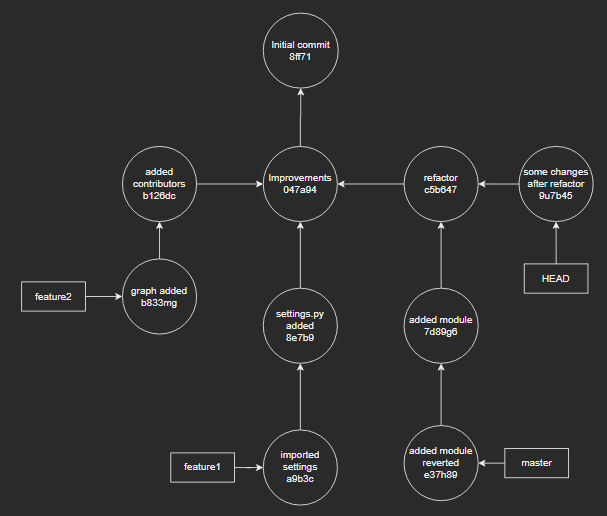 Initial commit
8ff71
added
contributors
b126dc
Improvements
047a94
refactor
c5b647
some changes
after refactor
9u7b45
HEAD
feature2
graph added
b833mg
settings.py
added
8e7b9
added module
7d89g6
feature1
imported
settings
a9b3c
added module
reverted
e37h89
master